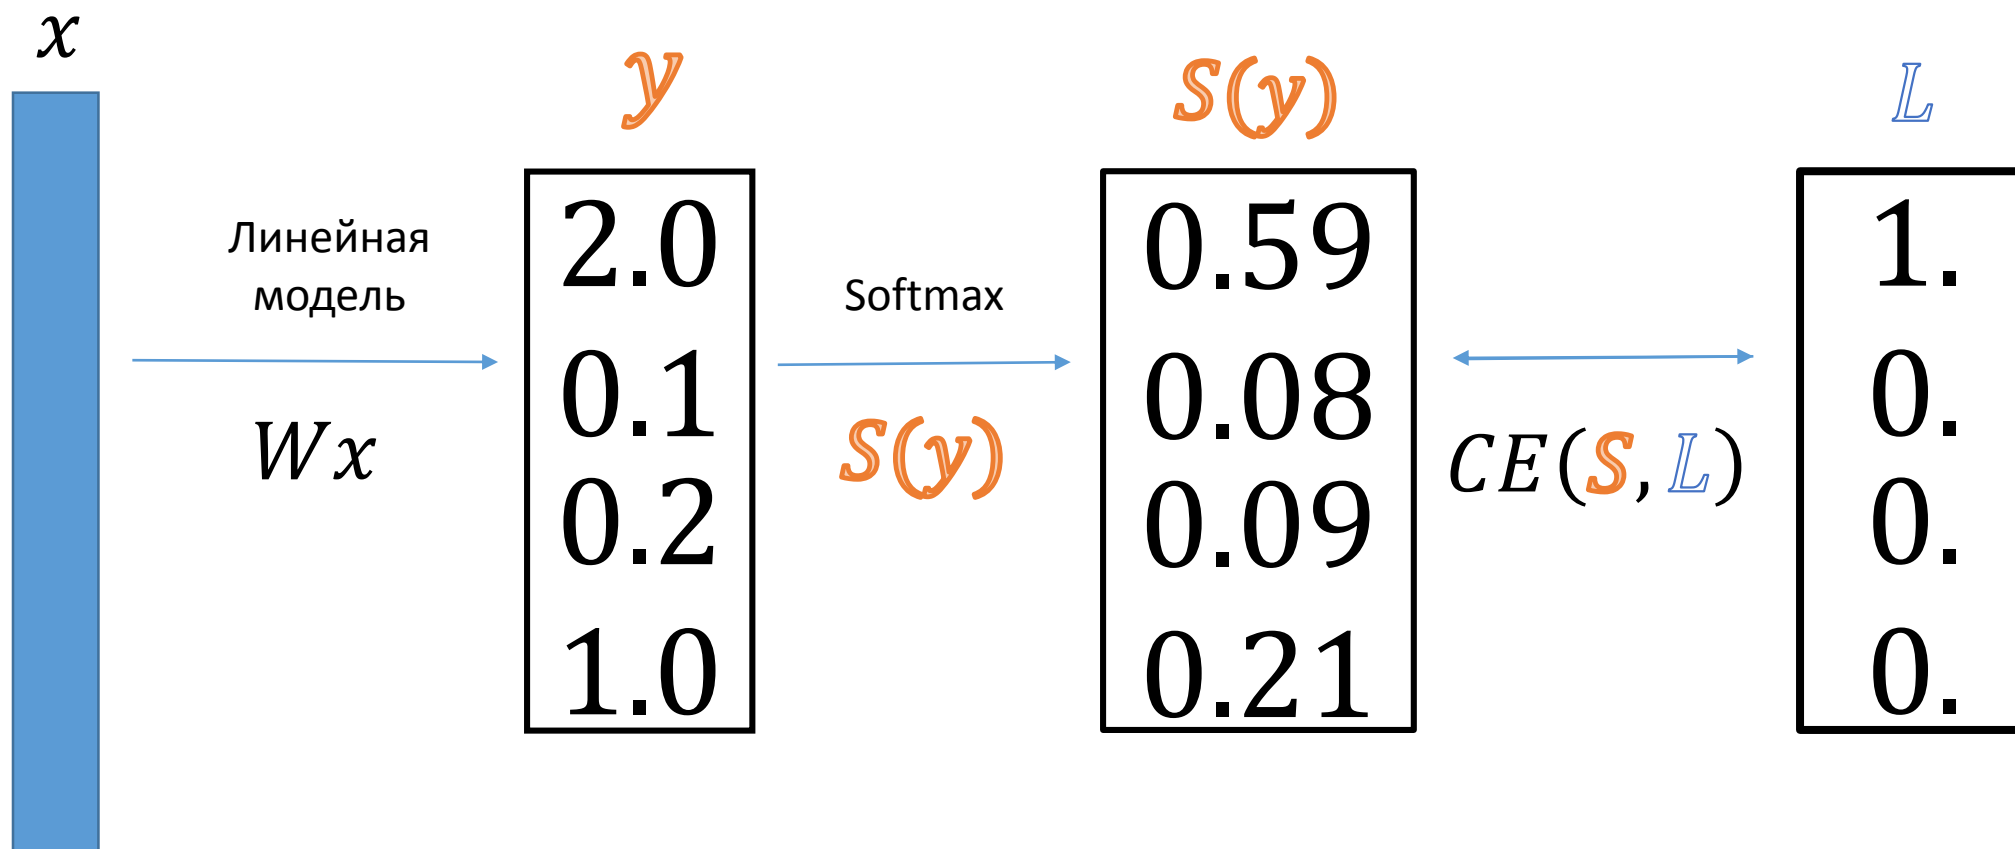 x
y
S(y)
L
Линейная
модель
Wx
2.0
0.1
0.2
1.0
Softmax
S(y)
0.59
0.08
0.09
0.21
CE(S, L)
1.
0.
0.
0.